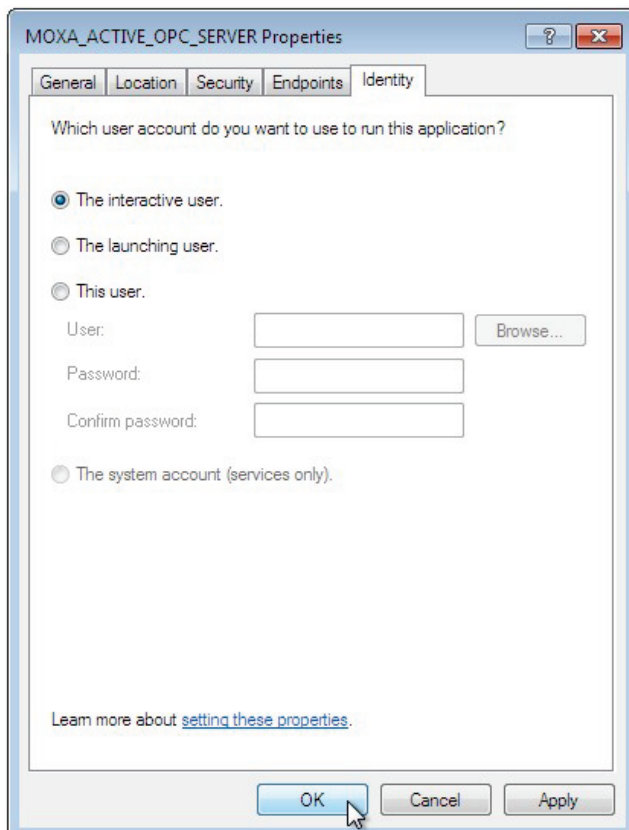 MOXA_ACTIVE_OPC_SERVER Properties
General Location Security Endpoints Identity
Which user account do you want to use to run this application?
The interactive user.
The launching user.
This user.
User:
Browse...
Password:
Confirm password:
The system account (services only).
Learn more about setting these properties.
OK Cancel Apply